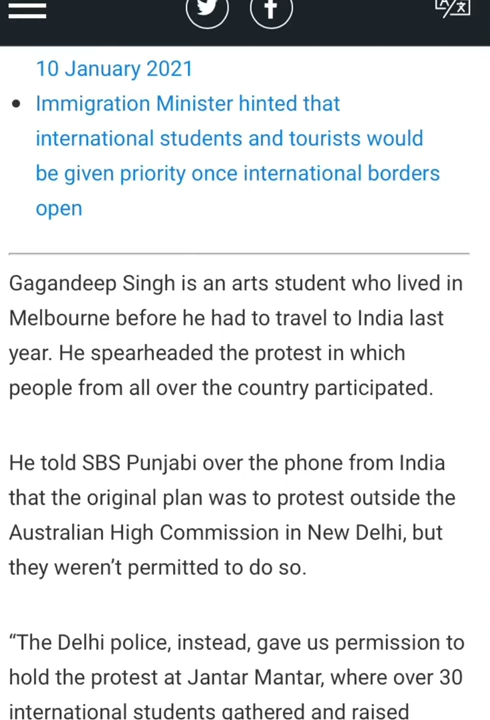 10 January 2021
• Immigration Minister hinted that
international students and tourists would
be given priority once international borders
open
Gagandeep Singh is an arts student who lived in
Melbourne before he had to travel to India last
year. He spearheaded the protest in which
people from all over the country participated.
He told SBS Punjabi over the phone from India
that the original plan was to protest outside the
Australian High Commission in New Delhi, but
they weren’t permitted to do so.
“The Delhi police, instead, gave us permission to
hold the protest at Jantar Mantar, where over 30
international students gathered and raised